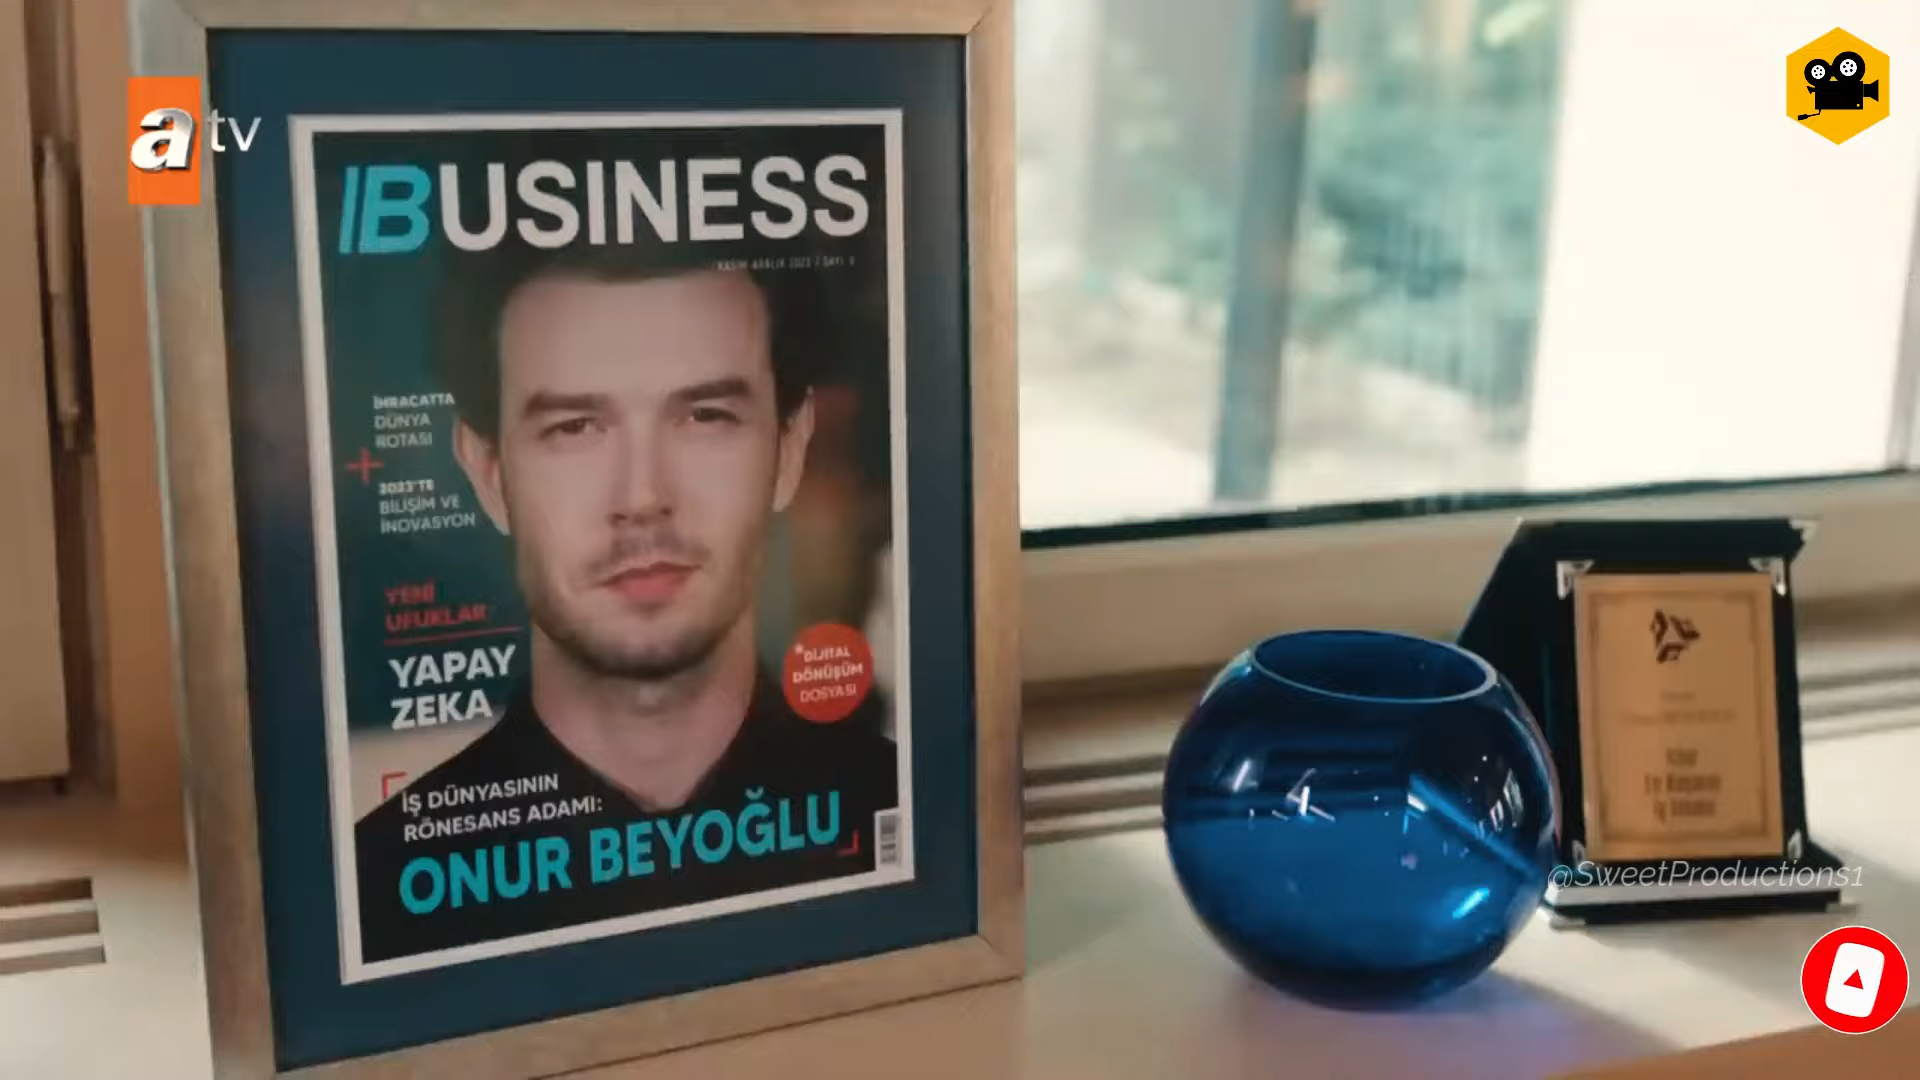 atv
BUSINESS
İHRACATTA
DÜNYA
ROTASI
2023'TE
BİLİŞİM VE
İNOVASYON
YENİ
UFUKLAR
YAPAY
ZEKA
*DİJİTAL
DÖNÜŞÜM
DOSYASI
İŞ DÜNYASININ
RÖNESANS ADAMI:
ONUR BEYOĞLU
@SweetProductions1